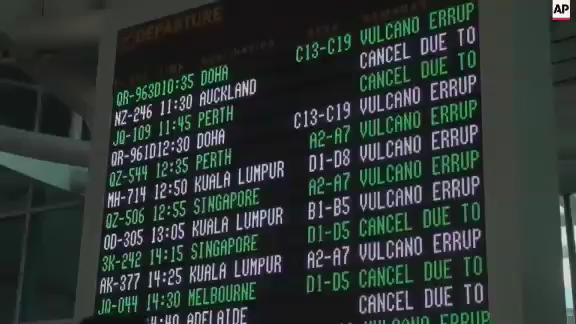 AP
DEPARTURE
QR-963D10:35 DOHA C13-C19 VULCANO ERRUP
NZ-246 11:30 AUCKLAND CANCEL DUE TO
JQ-109 11:45 PERTH CANCEL DUE TO
QR-961D12:30 DOHA C13-C19 VULCANO ERRUP
QZ-544 12:35 PERTH A2-A7 VULCANO ERRUP
MH-714 12:50 KUALA LUMPUR D1-D8 VULCANO ERRUP
QZ-506 12:55 SINGAPORE A2-A7 VULCANO ERRUP
OD-305 13:05 KUALA LUMPUR B1-B5 VULCANO ERRUP
3K-242 14:15 SINGAPORE D1-D5 CANCEL DUE TO
AK-377 14:25 KUALA LUMPUR A2-A7 VULCANO ERRUP
JQ-044 14:30 MELBOURNE D1-D5 CANCEL DUE TO
14:40 ADELAIDE CANCEL DUE TO
VULCANO ERRUP